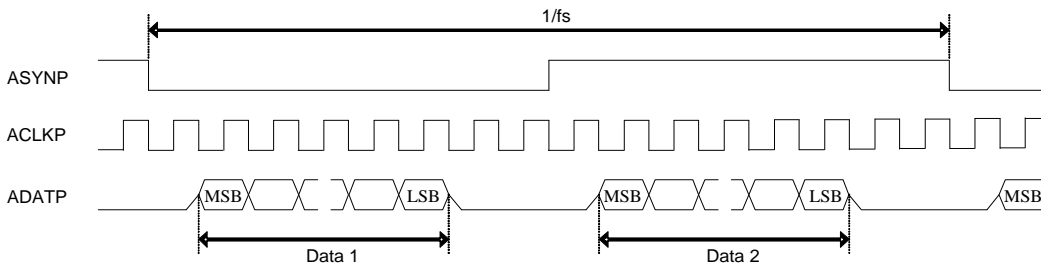 1/fs
ASYNP
ACLKP
ADATP
MSB
LSB
MSB
LSB
MSB
Data 1
Data 2